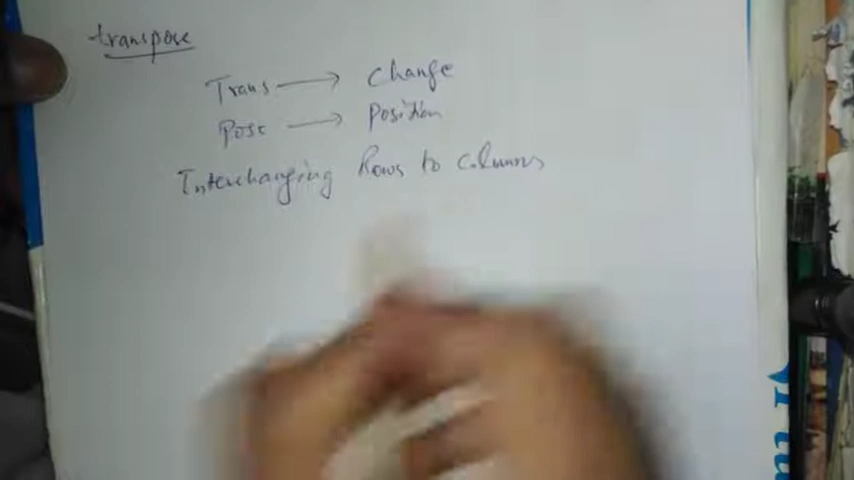 transpose
Trans → change
Pose → Position
Interchanging Rows to columns